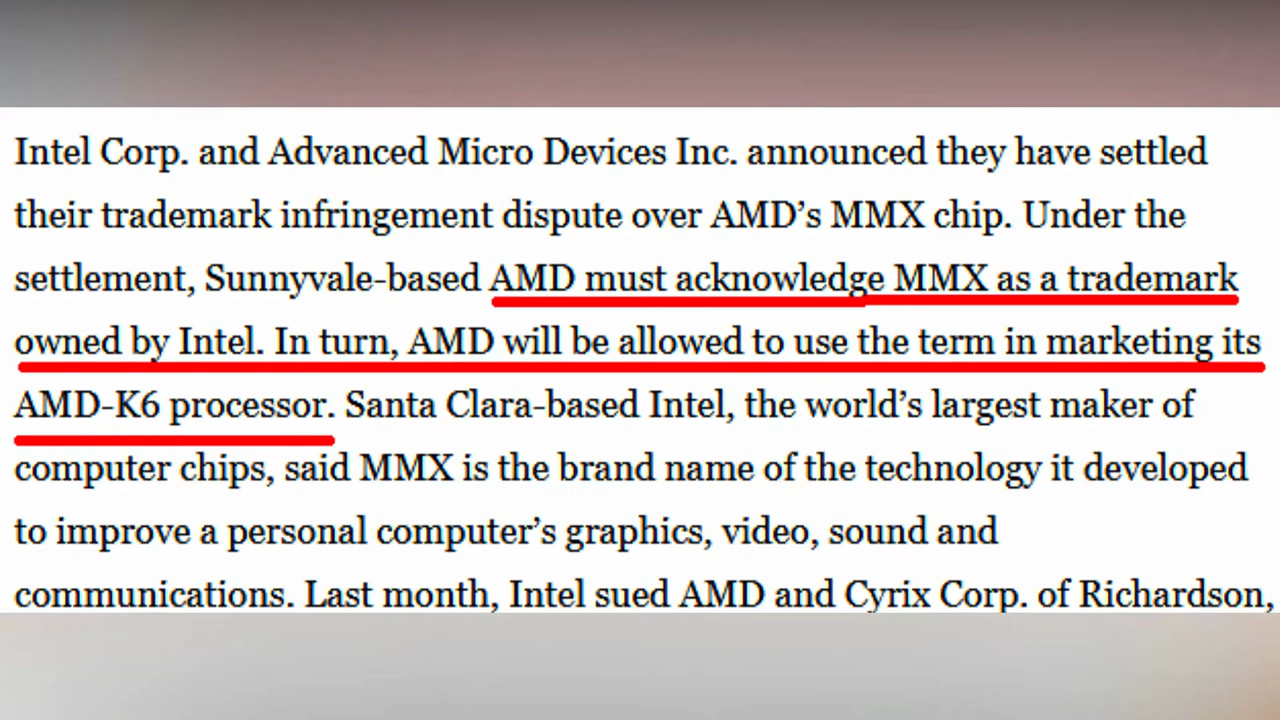 Intel Corp. and Advanced Micro Devices Inc. announced they have settled
their trademark infringement dispute over AMD’s MMX chip. Under the
settlement, Sunnyvale-based AMD must acknowledge MMX as a trademark
owned by Intel. In turn, AMD will be allowed to use the term in marketing its
AMD-K6 processor. Santa Clara-based Intel, the world’s largest maker of
computer chips, said MMX is the brand name of the technology it developed
to improve a personal computer’s graphics, video, sound and
communications. Last month, Intel sued AMD and Cyrix Corp. of Richardson,